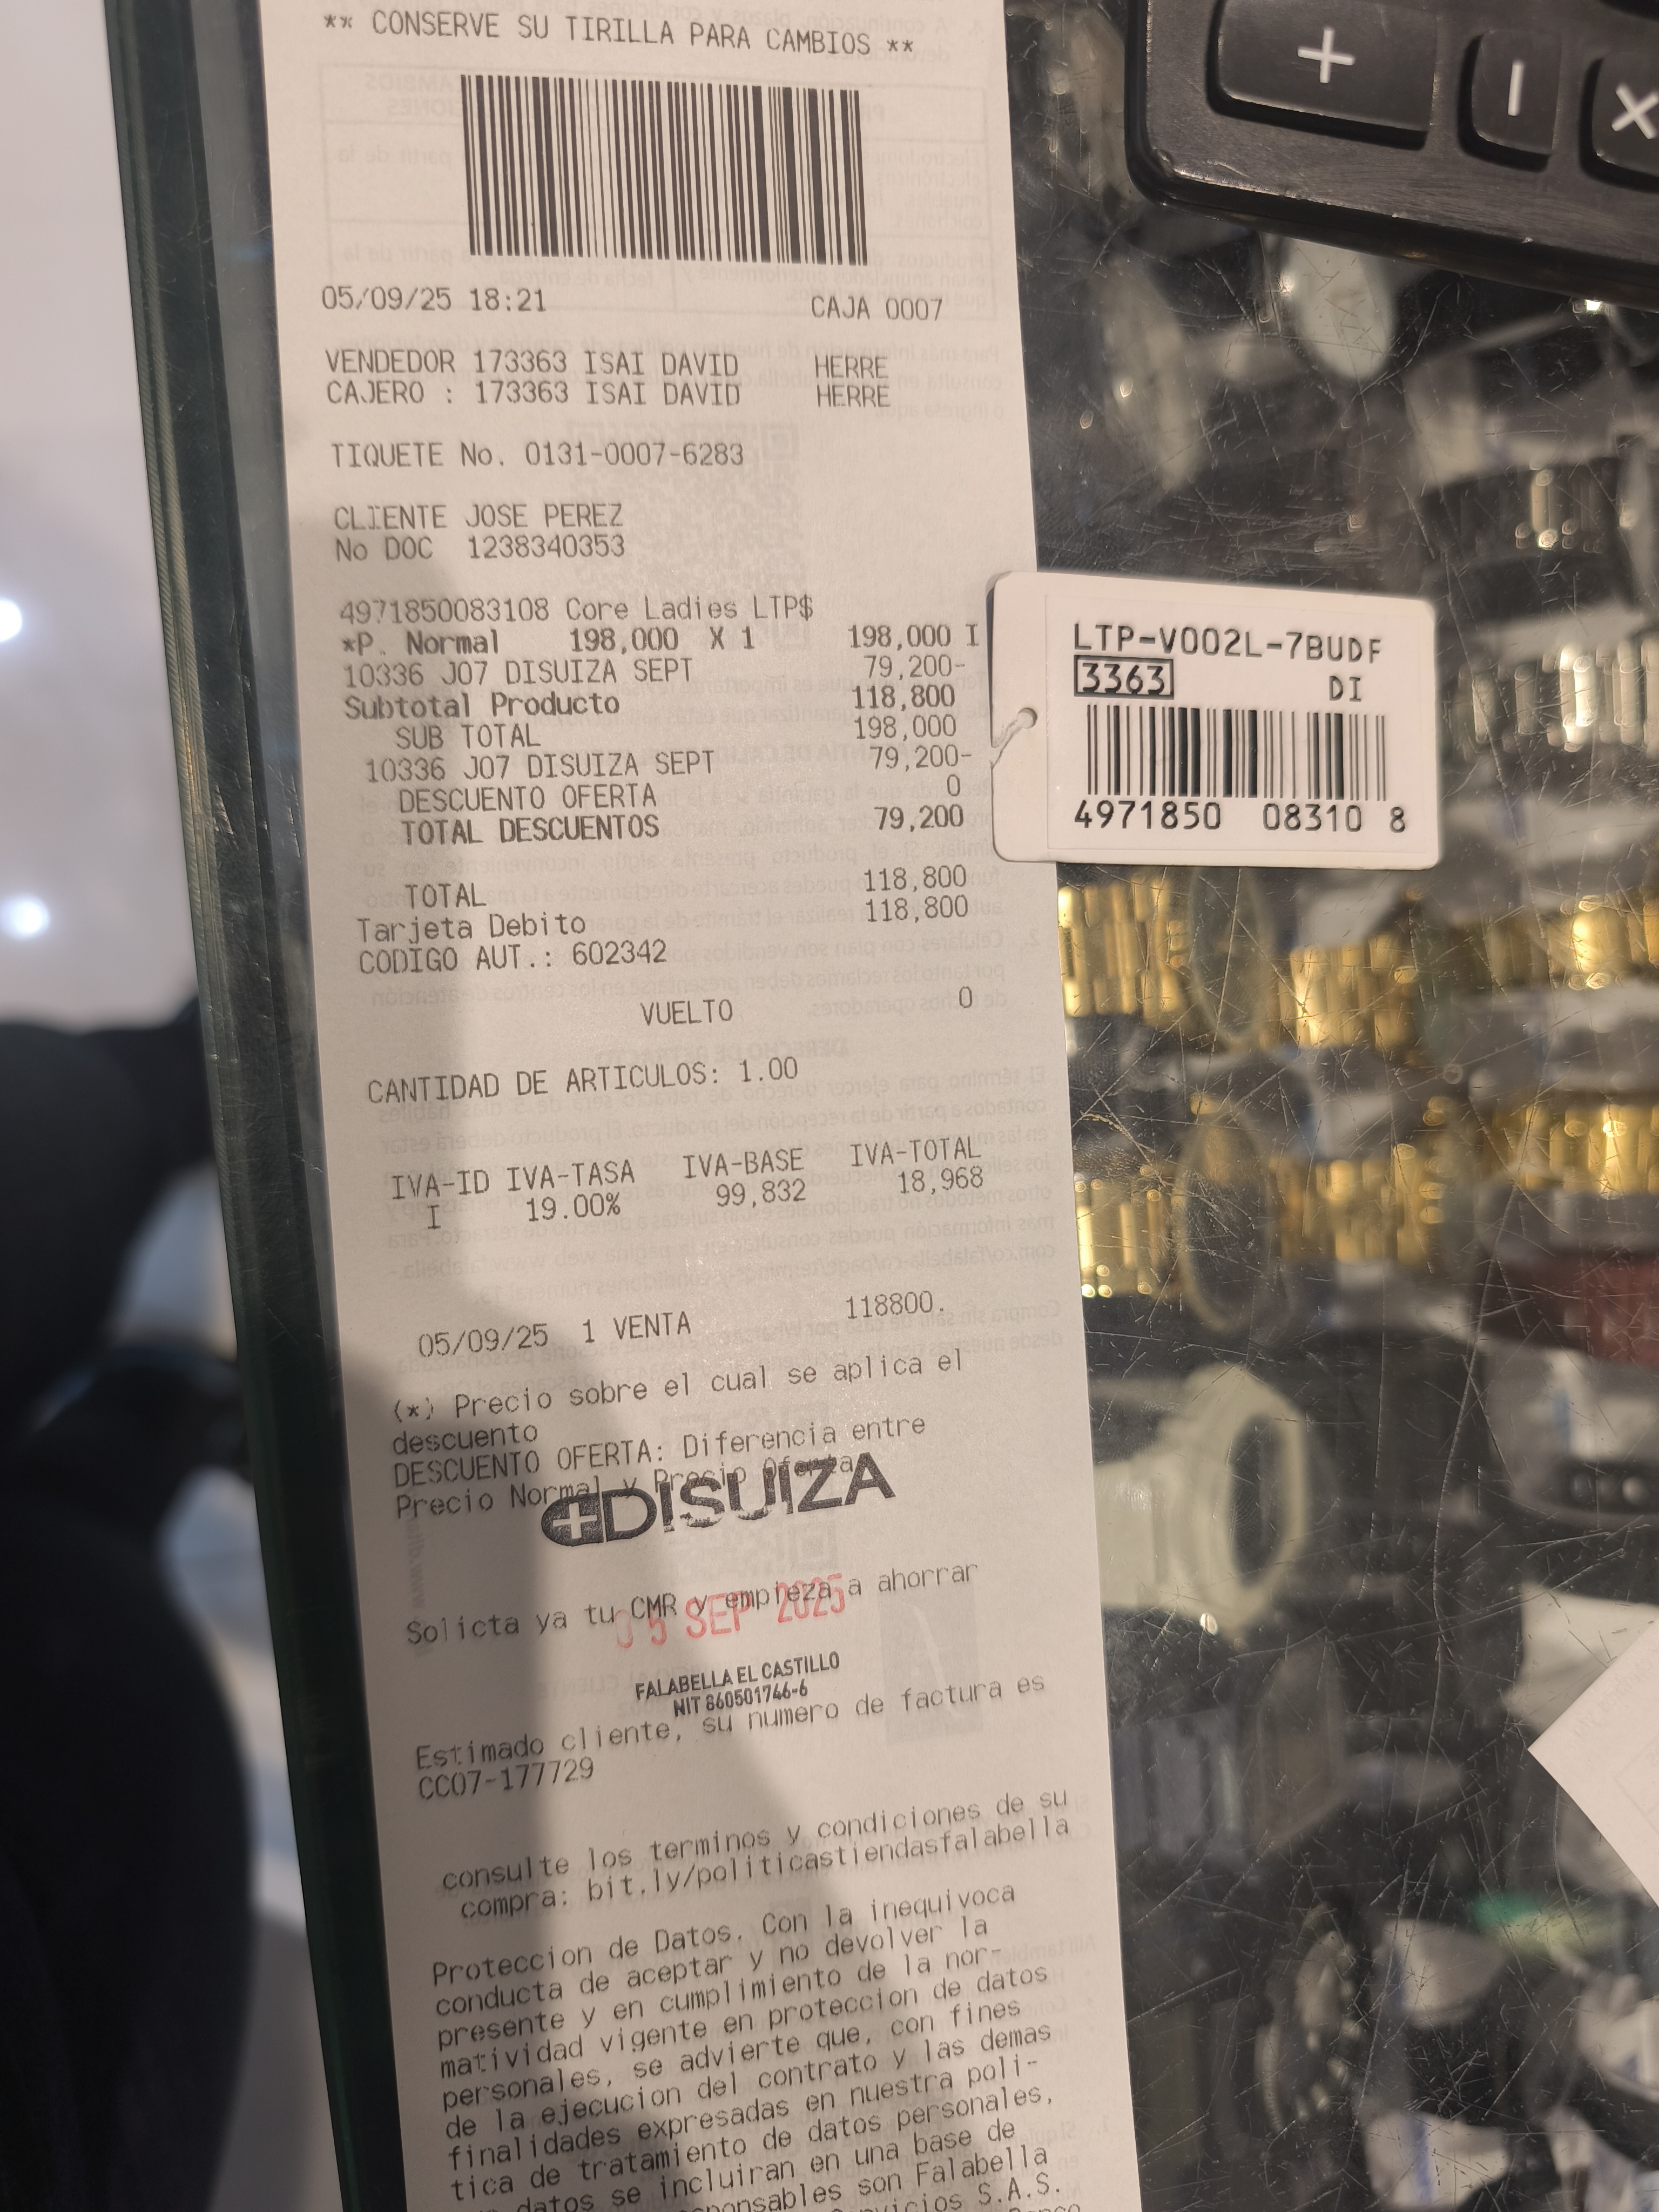 ** CONSERVE SU TIRILLA PARA CAMBIOS **
05/09/25 18:21 CAJA 0007
VENDEDOR 173363 ISAI DAVID HERRE
CAJERO : 173363 ISAI DAVID HERRE
TIQUETE No. 0131-0007-6283
CLIENTE JOSE PEREZ
No DOC 1238340353
4971850083108 Core Ladies LTP$
*P. Normal 198,000 X 1 198,000 I
10336 J07 DISUIZA SEPT 79,200-
Subtotal Producto 118,800
SUB TOTAL 198,000
10336 J07 DISUIZA SEPT 79,200-
DESCUENTO OFERTA 0
TOTAL DESCUENTOS 79,200
TOTAL 118,800
Tarjeta Debito 118,800
CODIGO AUT.: 602342
VUELTO 0
CANTIDAD DE ARTICULOS: 1.00
IVA-ID IVA-TASA IVA-BASE IVA-TOTAL
I 19.00% 99,832 18,968
05/09/25 1 VENTA 118800.
(*) Precio sobre el cual se aplica el
descuento
DESCUENTO OFERTA: Diferencia entre
Precio Normal y Precio Oferta
DISUIZA
Solicta ya tu CMR y empieza a ahorrar
05 SEP 2025
FALABELLA EL CASTILLO
NIT 860501746-6
Estimado cliente, su numero de factura es
CC07-177729
consulte los terminos y condiciones de su
compra: bit.ly/politicastiendasfalabella
Proteccion de Datos. Con la inequivoca
conducta de aceptar y no devolver la
presente y en cumplimiento de la nor-
matividad vigente en proteccion de datos
personales, se advierte que, con fines
de la ejecucion del contrato y las demas
finalidades expresadas en nuestra poli-
tica de tratamiento de datos personales,
datos se incluiran en una base de
son Falabella
S.A.S.
LTP-V002L-7BUDF
3363 DI
4971850 08310 8
+